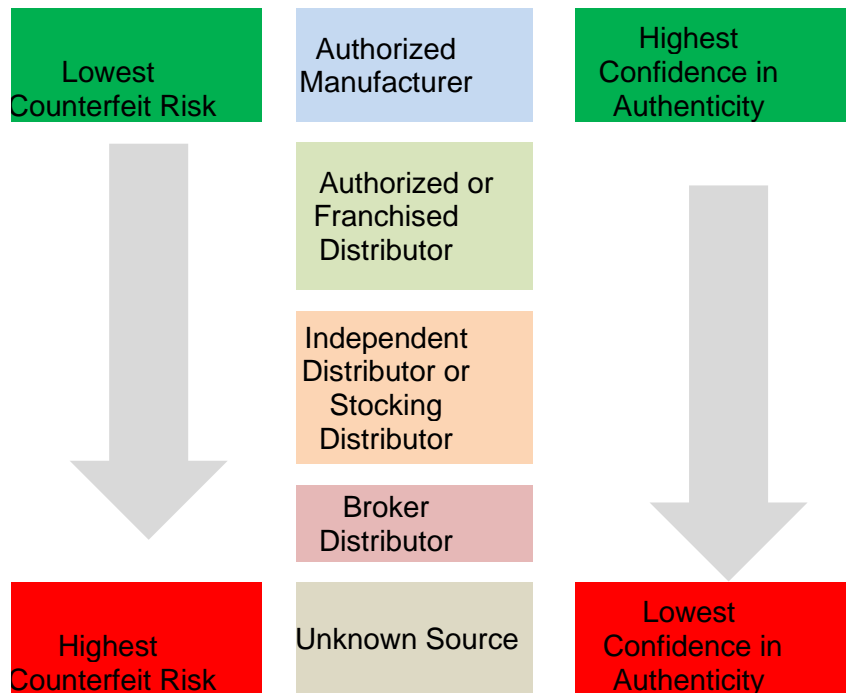 Lowest
Counterfeit Risk
Authorized
Manufacturer
Highest
Confidence in
Authenticity
Authorized or
Franchised
Distributor
Independent
Distributor or
Stocking
Distributor
Broker
Distributor
Highest
Counterfeit Risk
Unknown Source
Lowest
Confidence in
Authenticity